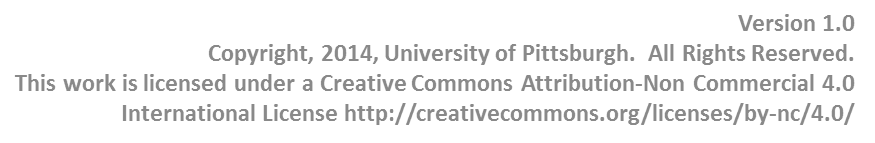 Version 1.0
Copyright, 2014, University of Pittsburgh.  All Rights Reserved.
This work is licensed under a Creative Commons Attribution-Non Commercial 4.0
International License http://creativecommons.org/licenses/by-nc/4.0/